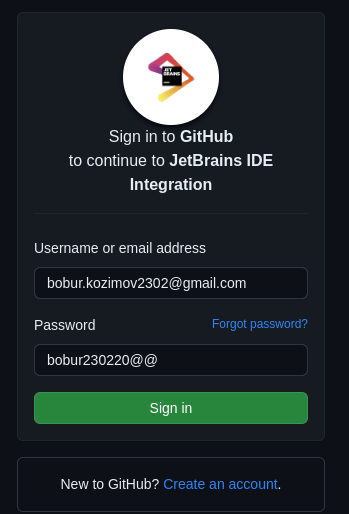 JET
BRAINS
Sign in to GitHub
to continue to JetBrains IDE
Integration
Username or email address
bobur.kozimov2302@gmail.com
Password Forgot password?
bobur230220@@
Sign in
New to GitHub? Create an account.